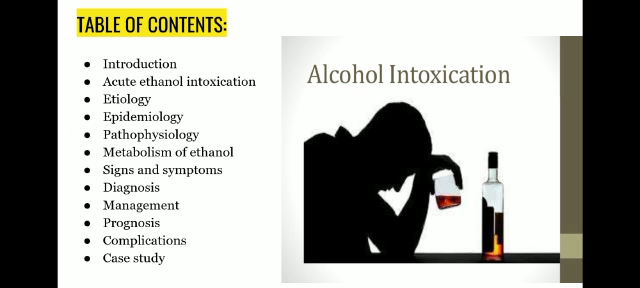 TABLE OF CONTENTS:
● Introduction
● Acute ethanol intoxication
● Etiology
● Epidemiology
● Pathophysiology
● Metabolism of ethanol
● Signs and symptoms
● Diagnosis
● Management
● Prognosis
● Complications
● Case study
Alcohol Intoxication